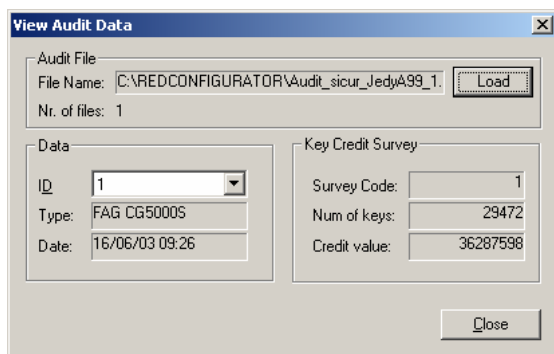 View Audit Data
Audit File
File Name: C:\REDCONFIGURATOR\Audit_sicur_JedyA99_1. Load
Nr. of files: 1
Data
ID 1
Type: FAG CG5000S
Date: 16/06/03 09:26
Key Credit Survey
Survey Code: 1
Num of keys: 29472
Credit value: 36287598
Close